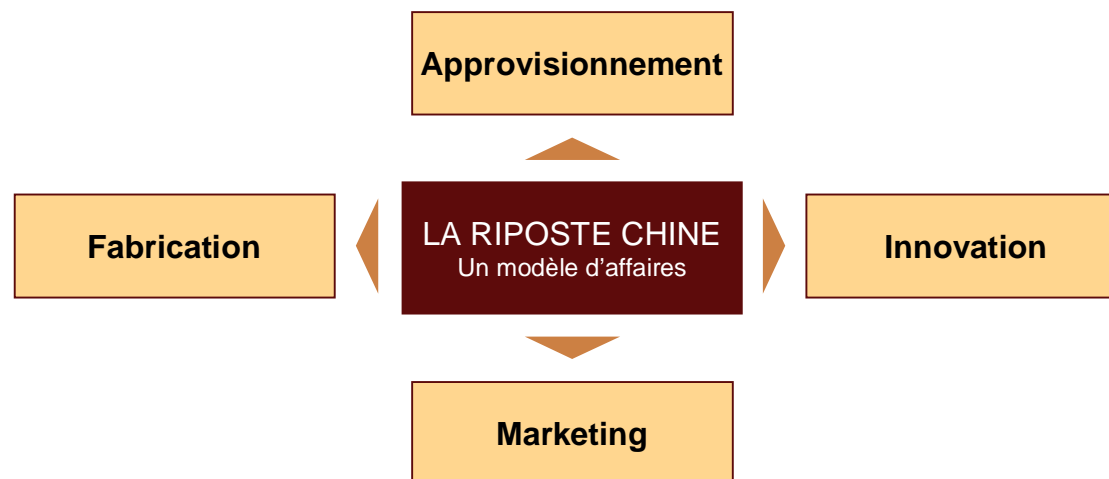 Approvisionnement
Fabrication
LA RIPOSTE CHINE
Un modèle d’affaires
Innovation
Marketing